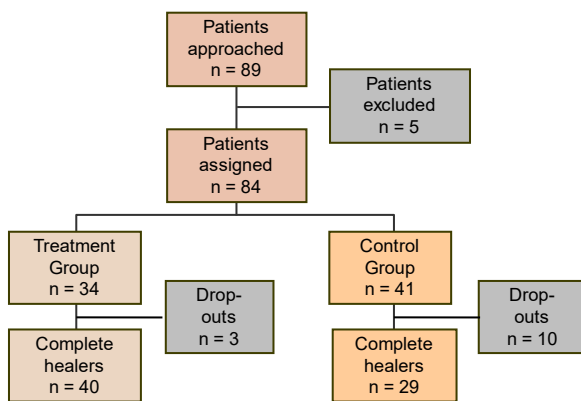 Patients
approached
n = 89
Patients
excluded
n = 5
Patients
assigned
n = 84
Treatment
Group
n = 34
Control
Group
n = 41
Drop-
outs
n = 3
Drop-
outs
n = 10
Complete
healers
n = 40
Complete
healers
n = 29